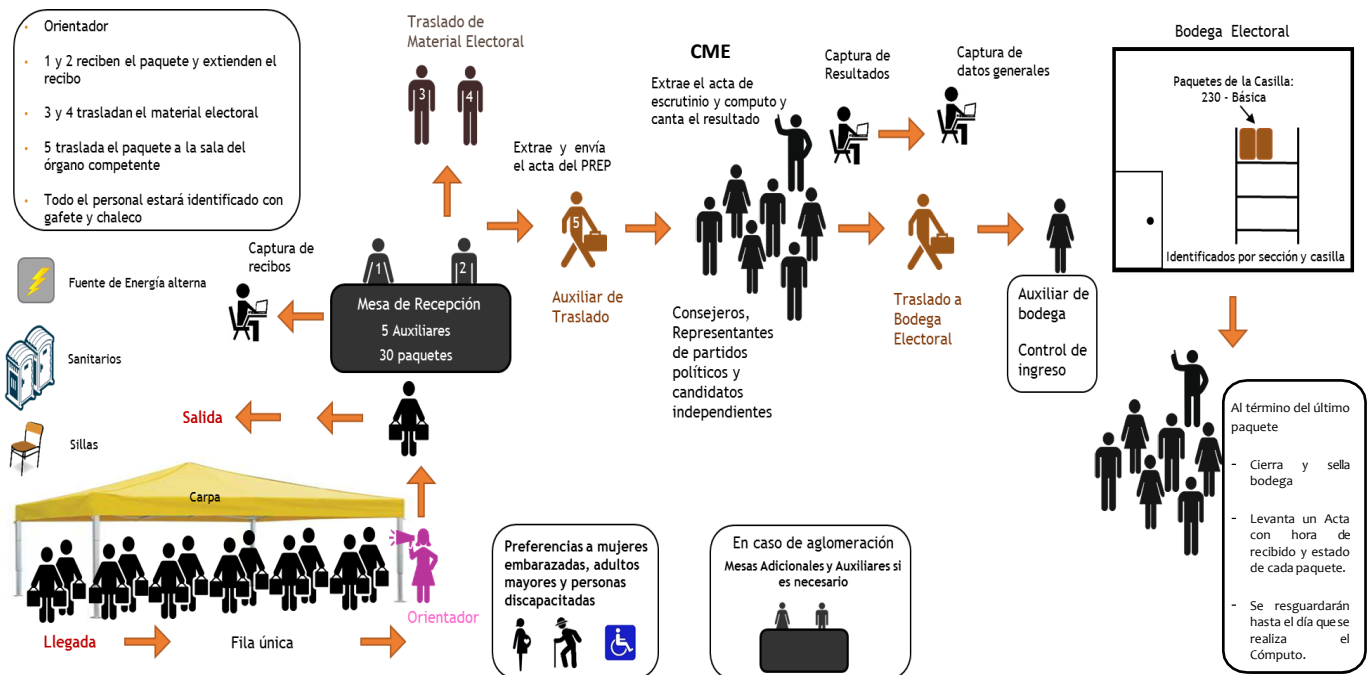 Orientador
1 y 2 reciben el paquete y extienden el
recibo
3 y 4 trasladan el material electoral
5 traslada el paquete a la sala del
órgano competente
Todo el personal estará identificado con
gafete y chaleco
Fuente de Energía alterna
Sanitarios
Sillas
Carpa
Llegada
Fila única
Orientador
Salida
Captura de
recibos
1
2
Mesa de Recepción
5 Auxiliares
30 paquetes
Traslado de
Material Electoral
3
4
Extrae y envía
el acta del PREP
5
Auxiliar de
Traslado
CME
Extrae el acta de
escrutinio y computo y
canta el resultado
Consejeros,
Representantes
de partidos
políticos y
candidatos
independientes
Captura de
Resultados
Captura de
datos generales
Traslado a
Bodega
Electoral
Auxiliar de
bodega
Control de
ingreso
Bodega Electoral
Paquetes de la Casilla:
230 - Básica
Identificados por sección y casilla
Preferencias a mujeres
embarazadas, adultos
mayores y personas
discapacitadas
En caso de aglomeración
Mesas Adicionales y Auxiliares si
es necesario
Al término del último
paquete
- Cierra y sella
bodega
- Levanta un Acta
con hora de
recibido y estado
de cada paquete.
- Se resguardarán
hasta el día que se
realiza el
Cómputo.